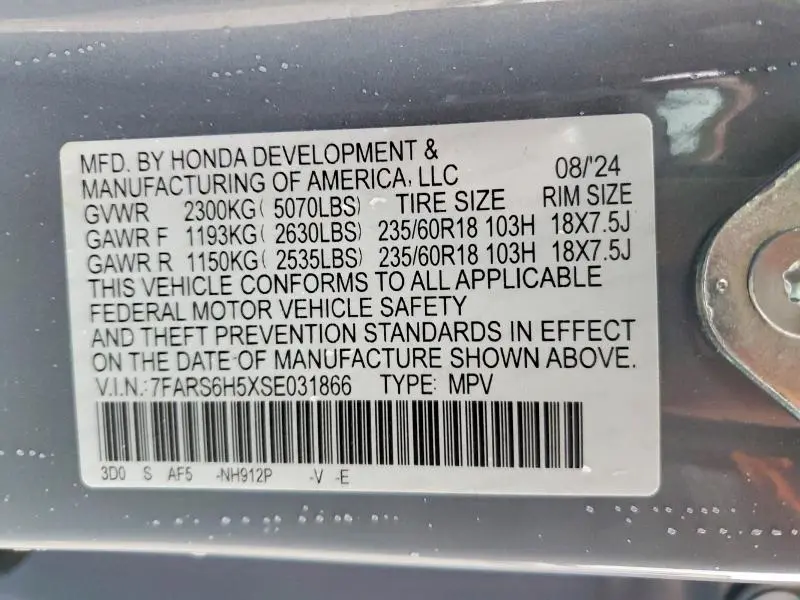 MFD. BY HONDA DEVELOPMENT &
MANUFACTURING OF AMERICA, LLC 08/'24
GVWR 2300KG( 5070LBS) TIRE SIZE RIM SIZE
GAWR F 1193KG( 2630LBS) 235/60R18 103H 18X7.5J
GAWR R 1150KG( 2535LBS) 235/60R18 103H 18X7.5J
THIS VEHICLE CONFORMS TO ALL APPLICABLE
FEDERAL MOTOR VEHICLE SAFETY
AND THEFT PREVENTION STANDARDS IN EFFECT
ON THE DATE OF MANUFACTURE SHOWN ABOVE.
V.I.N.: 7FARS6H5XSE031866 TYPE: MPV
3D0 S AF5 -NH912P -V -E